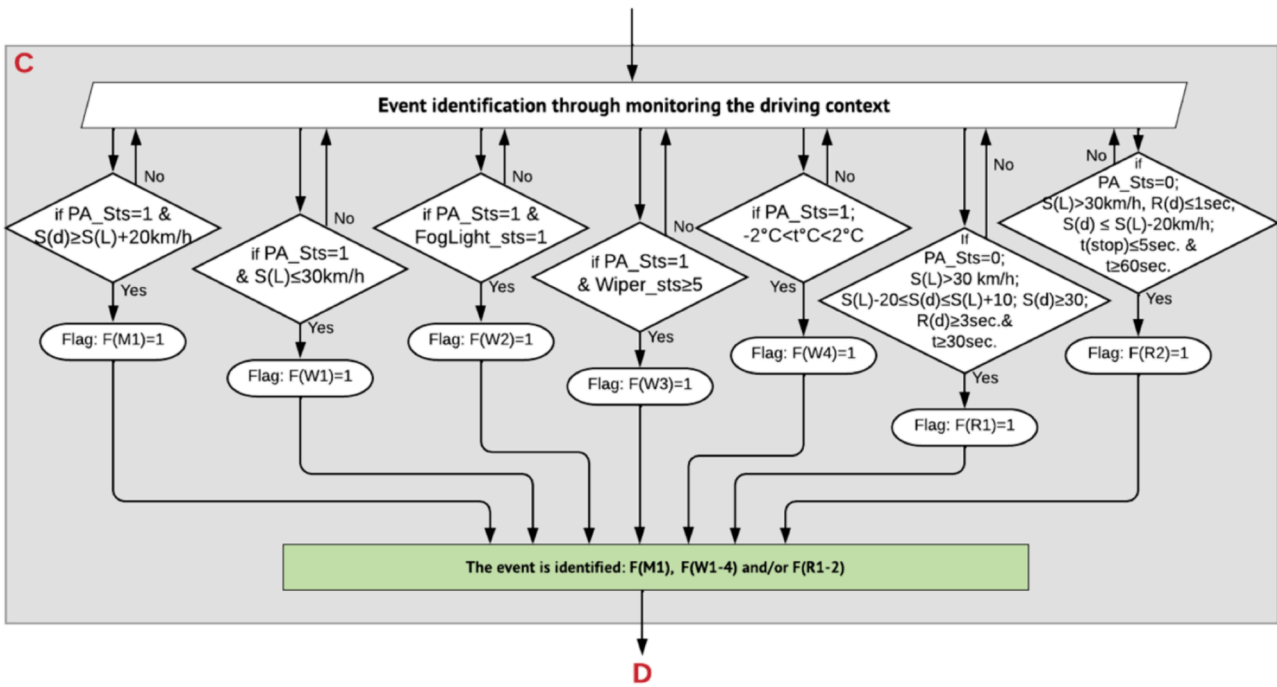 C
Event identification through monitoring the driving context
No
if PA_Sts=1 &
S(d)≥S(L)+20km/h
Yes
Flag: F(M1)=1
No
if PA_Sts=1
& S(L)≤30km/h
Yes
Flag: F(W1)=1
No
if PA_Sts=1 &
FogLight_sts=1
Yes
Flag: F(W2)=1
No
if PA_Sts=1
& Wiper_sts≥5
Yes
Flag: F(W3)=1
No
if PA_Sts=1;
-2°C<t°C<2°C
Yes
Flag: F(W4)=1
No
If
PA_Sts=0;
S(L)>30 km/h;
S(L)-20≤S(d)≤S(L)+10; S(d)≥30;
R(d)≥3sec.&
t≥30sec.
Yes
Flag: F(R1)=1
No
if
PA_Sts=0;
S(L)>30km/h, R(d)≤1sec,
S(d) ≤ S(L)-20km/h;
t(stop)≤5sec. &
t≥60sec.
Yes
Flag: F(R2)=1
The event is identified: F(M1), F(W1-4) and/or F(R1-2)
D